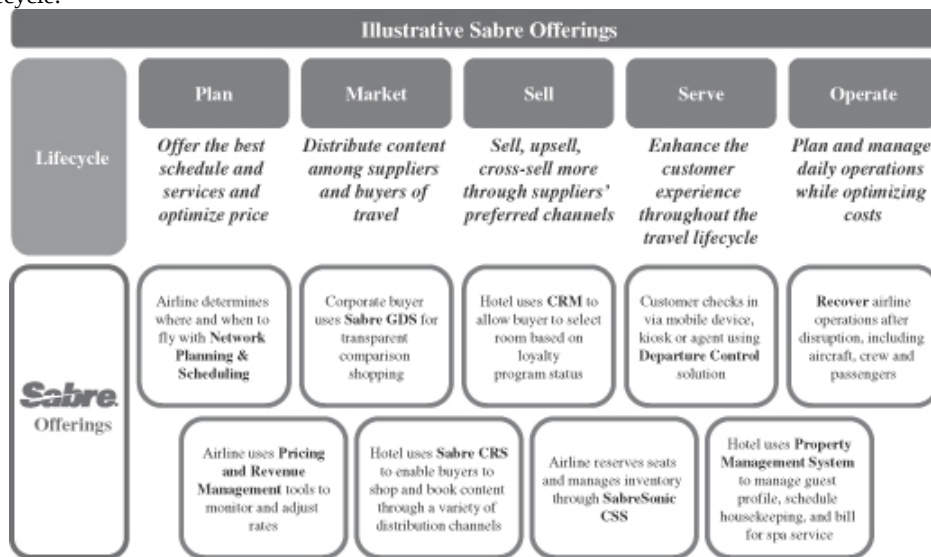 ecycle.
Illustrative Sabre Offerings
Lifecycle
Plan
Market
Sell
Serve
Operate
Offer the best
schedule and
services and
optimize price
Distribute content
among suppliers
and buyers of
travel
Sell, upsell,
cross-sell more
through suppliers'
preferred channels
Enhance the
customer
experience
throughout the
travel lifecycle
Plan and manage
daily operations
while optimizing
costs
Sabre
Offerings
Airline determines
where and when to
fly with Network
Planning &
Scheduling
Corporate buyer
uses Sabre GDS for
transparent
comparison
shopping
Hotel uses CRM to
allow buyer to select
room based on
loyalty
program status
Customer checks in
via mobile device,
kiosk or agent using
Departure Control
solution
Recover airline
operations after
disruption, including
aircraft, crew and
passengers
Airline uses Pricing
and Revenue
Management tools to
monitor and adjust
rates
Hotel uses Sabre CRS
to enable buyers to
shop and book content
through a variety of
distribution channels
Airline reserves seats
and manages inventory
through SabreSonic
CSS
Hotel uses Property
Management System
to manage guest
profile, schedule
housekeeping, and bill
for spa service